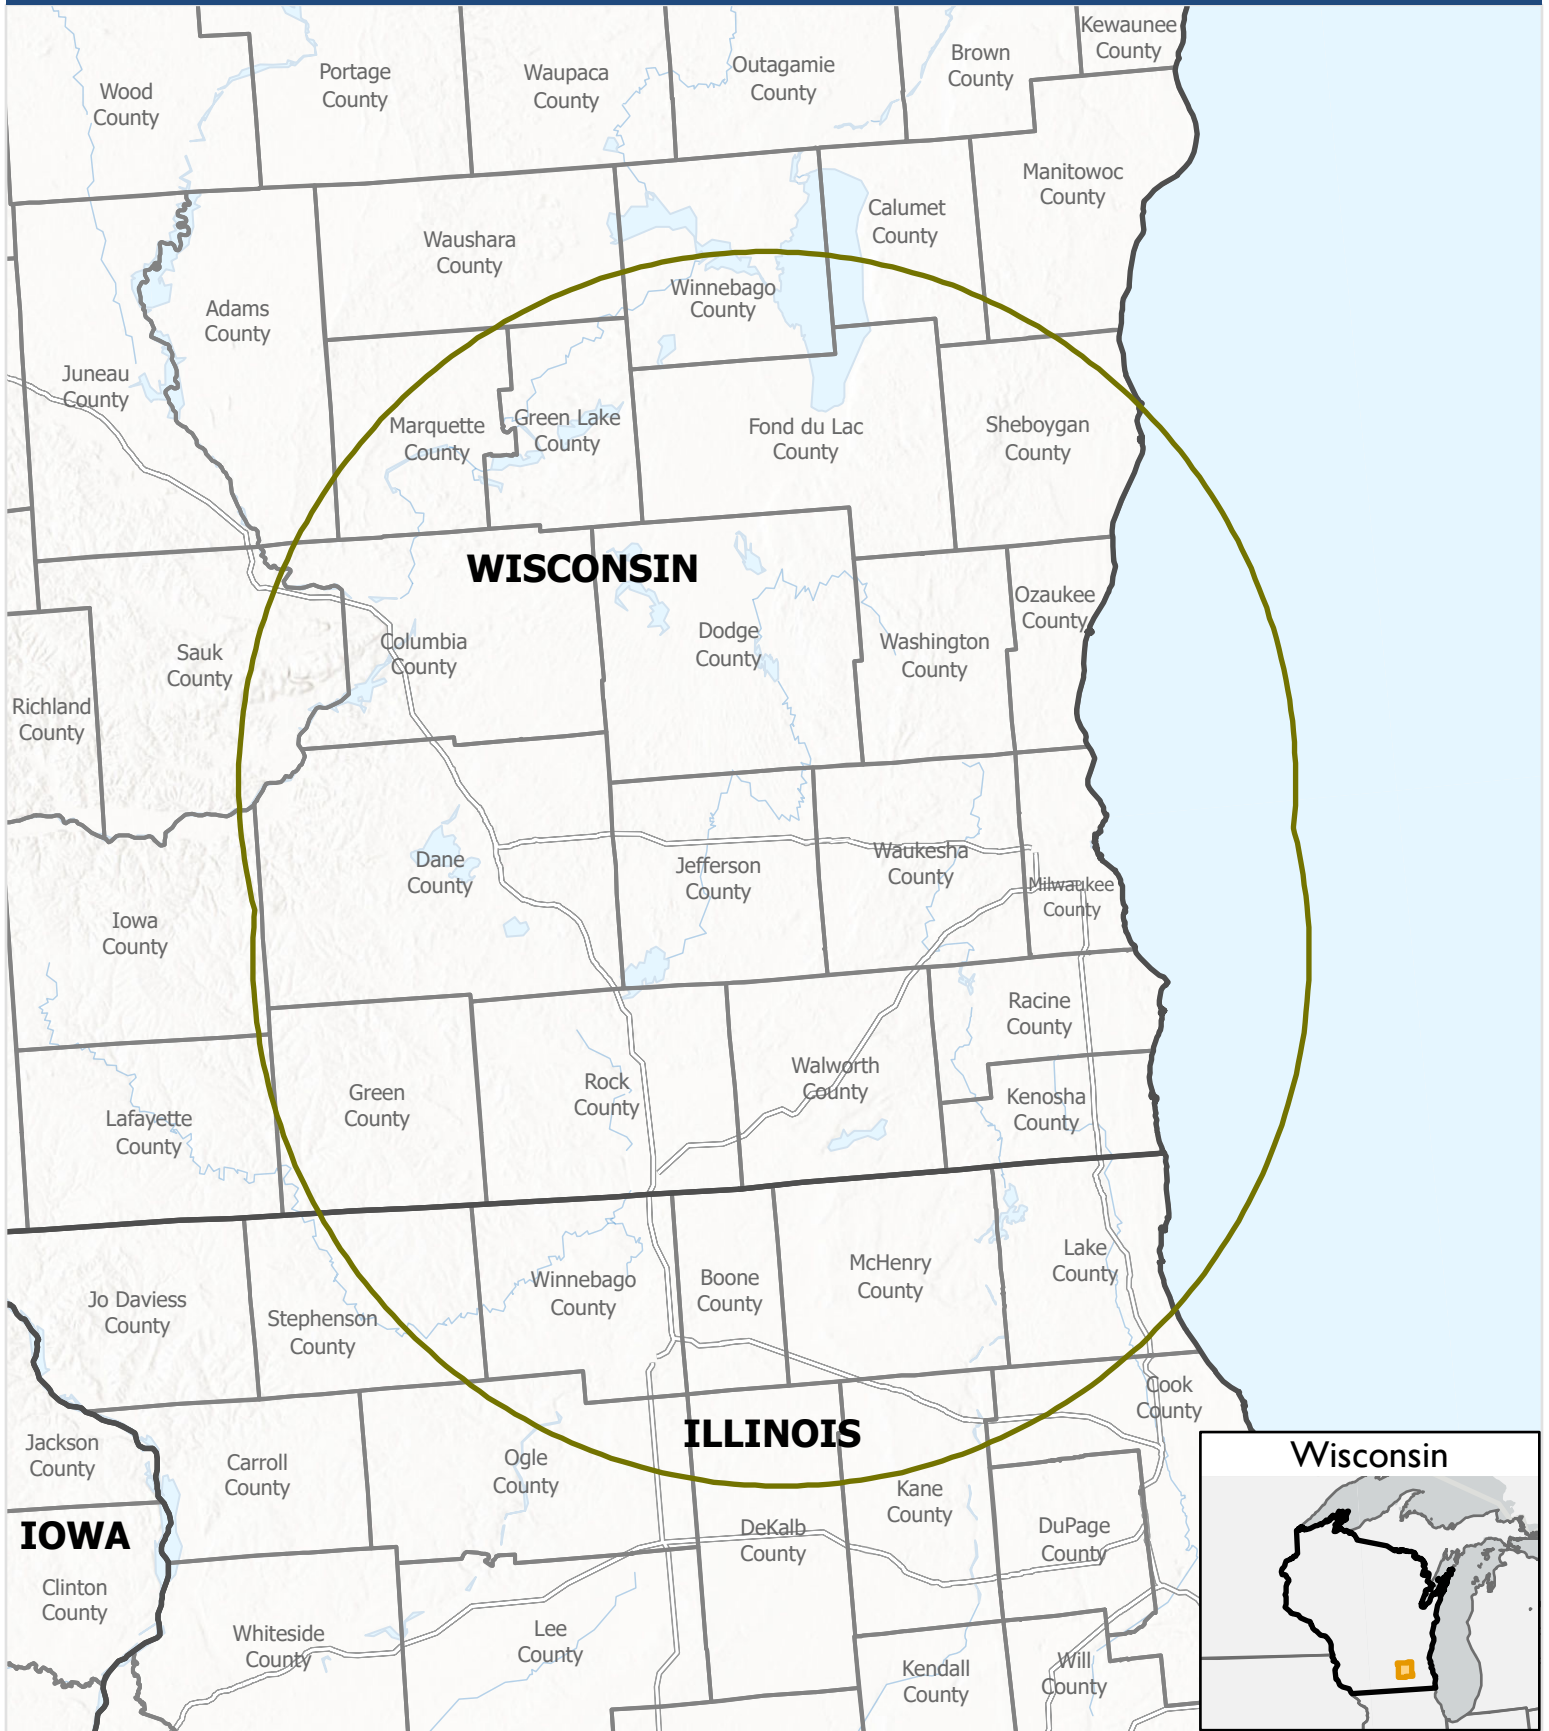 Kewaunee
County
Brown
County
Outagamie
County
Waupaca
County
Portage
County
Wood
County
Manitowoc
County
Calumet
County
Waushara
County
Winnebago
County
Adams
County
Juneau
County
Marquette
County
Green Lake
County
Fond du Lac
County
Sheboygan
County
WISCONSIN
Ozaukee
County
Columbia
County
Dodge
County
Washington
County
Sauk
County
Richland
County
Dane
County
Jefferson
County
Waukesha
County
Milwaukee
County
Iowa
County
Racine
County
Walworth
County
Rock
County
Green
County
Kenosha
County
Lafayette
County
Lake
County
McHenry
County
Boone
County
Winnebago
County
Jo Daviess
County
Stephenson
County
Cook
County
ILLINOIS
Jackson
County
Carroll
County
Ogle
County
Kane
County
DeKalb
County
DuPage
County
IOWA
Clinton
County
Whiteside
County
Lee
County
Kendall
County
Will
County
Wisconsin